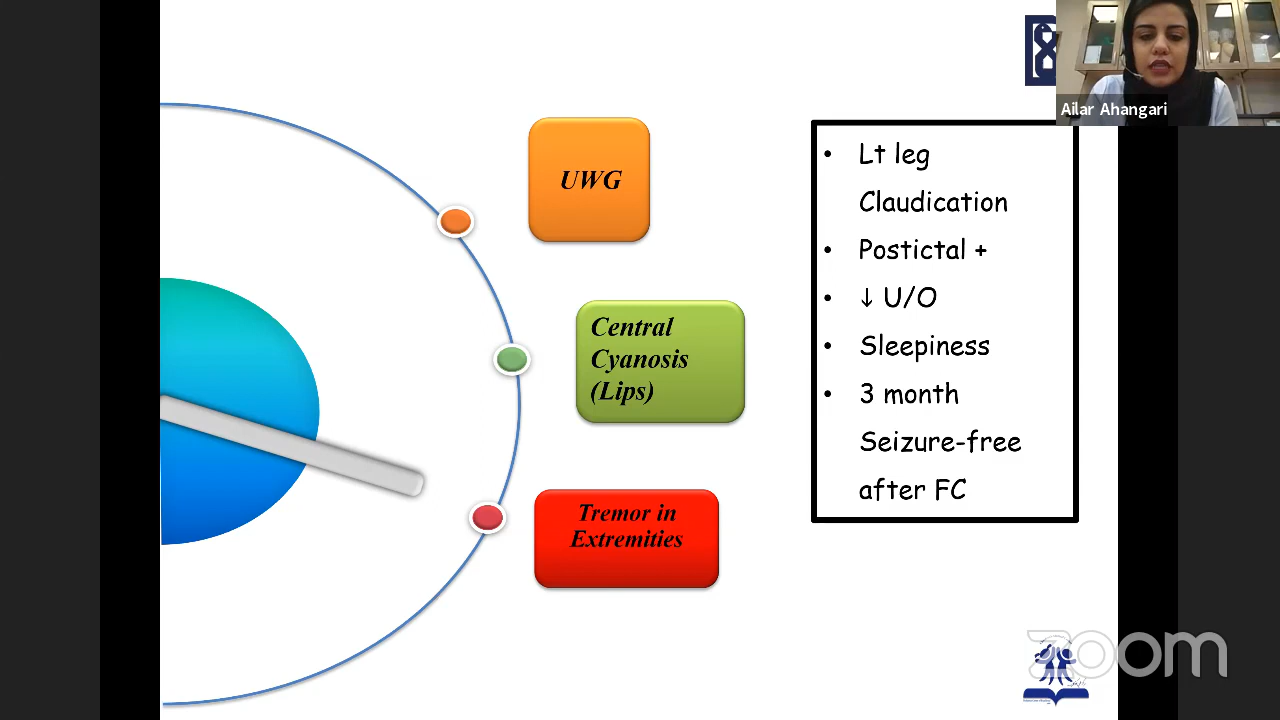 Ailar Ahangari
UWG
Central
Cyanosis
(Lips)
Tremor in
Extremities
• Lt leg
Claudication
• Postictal +
• ↓ U/O
• Sleepiness
• 3 month
Seizure-free
after FC
zoom